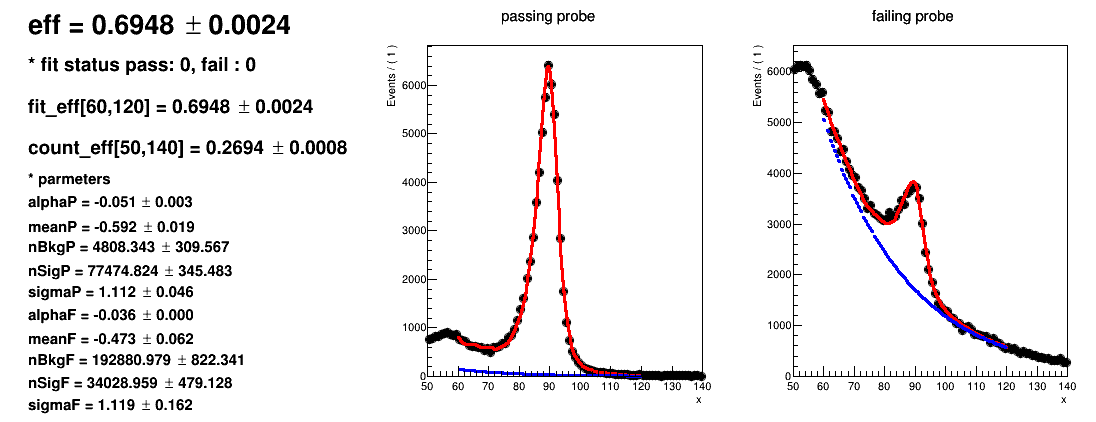 eff = 0.6948 ± 0.0024
* fit status pass: 0, fail : 0
fit_eff[60,120] = 0.6948 ± 0.0024
count_eff[50,140] = 0.2694 ± 0.0008
* parmeters
alphaP = -0.051 ± 0.003
meanP = -0.592 ± 0.019
nBkgP = 4808.343 ± 309.567
nSigP = 77474.824 ± 345.483
sigmaP = 1.112 ± 0.046
alphaF = -0.036 ± 0.000
meanF = -0.473 ± 0.062
nBkgF = 192880.979 ± 822.341
nSigF = 34028.959 ± 479.128
sigmaF = 1.119 ± 0.162
passing probe
Events / ( 1 )
6000
5000
4000
3000
2000
1000
0
50 60 70 80 90 100 110 120 130 140
x
failing probe
Events / ( 1 )
6000
5000
4000
3000
2000
1000
0
50 60 70 80 90 100 110 120 130 140
x